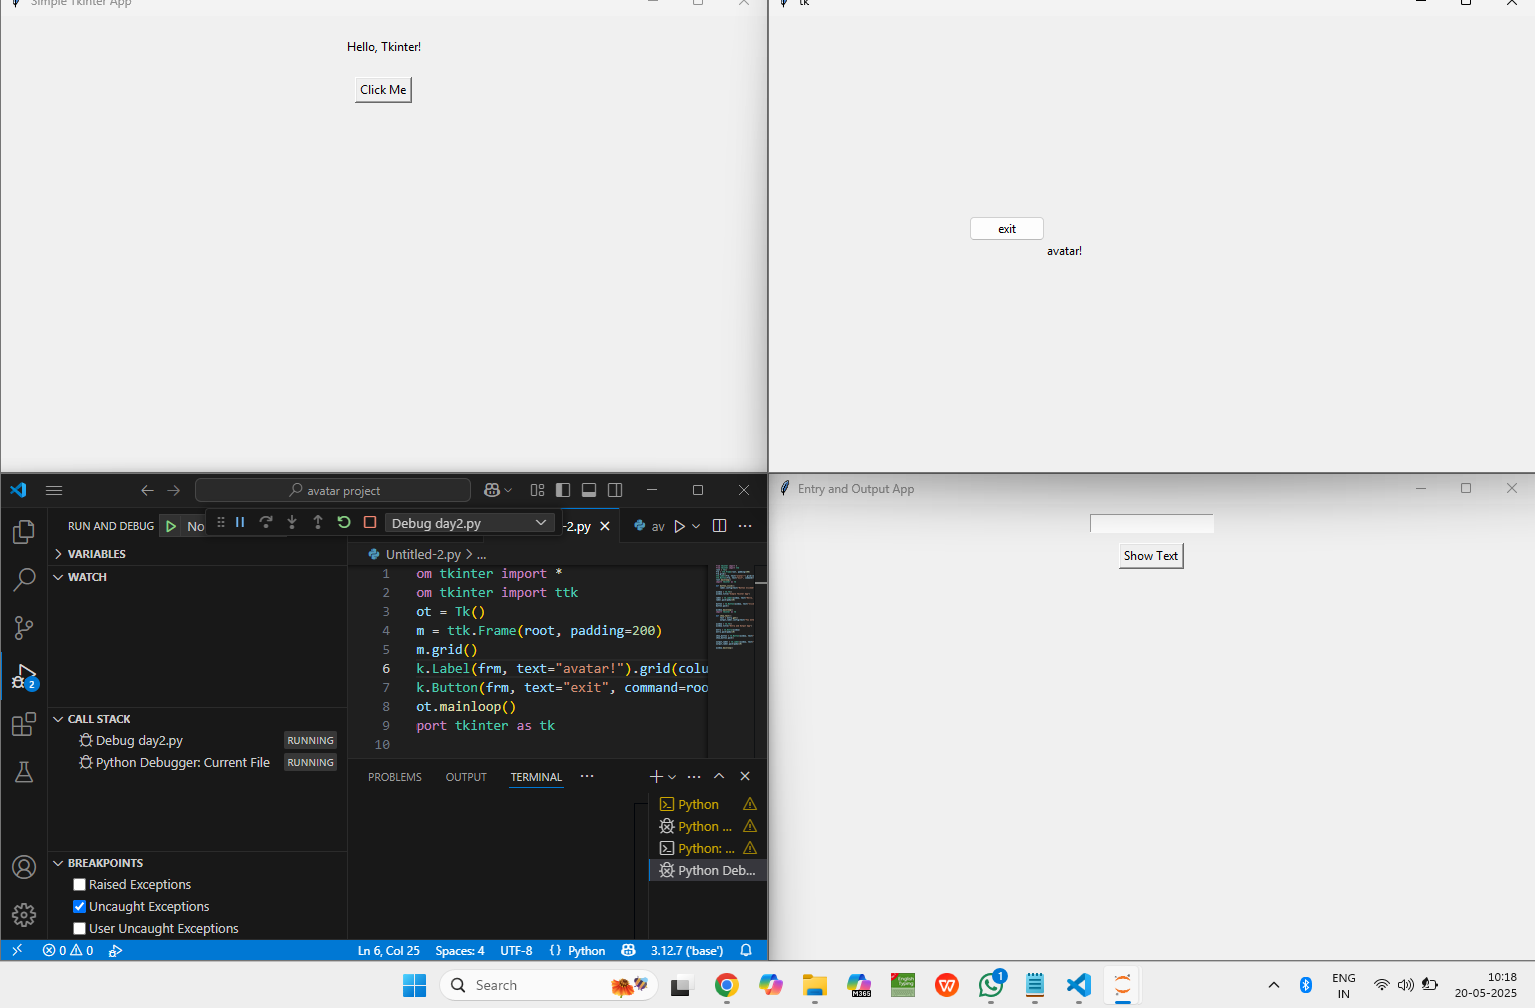 Simple Tkinter App
Hello, Tkinter!
Click Me
tk
exit
avatar!
avatar project
RUN AND DEBUG
No
Debug day2.py
-2.py
av
VARIABLES
WATCH
CALL STACK
Debug day2.py
RUNNING
Python Debugger: Current File
RUNNING
BREAKPOINTS
Raised Exceptions
Uncaught Exceptions
User Uncaught Exceptions
Untitled-2.py > ...
1 om tkinter import *
2 om tkinter import ttk
3 ot = Tk()
4 m = ttk.Frame(root, padding=200)
5 m.grid()
6 k.Label(frm, text="avatar!").grid(colu
7 k.Button(frm, text="exit", command=roo
8 ot.mainloop()
9 port tkinter as tk
10
PROBLEMS OUTPUT TERMINAL ...
Python
Python ...
Python: ...
Python Deb...
2
0 0
Ln 6, Col 25 Spaces: 4 UTF-8 {} Python 3.12.7 ('base')
Entry and Output App
Show Text
Search
M365
English
Typing
1
ENG
IN
10:18
20-05-2025